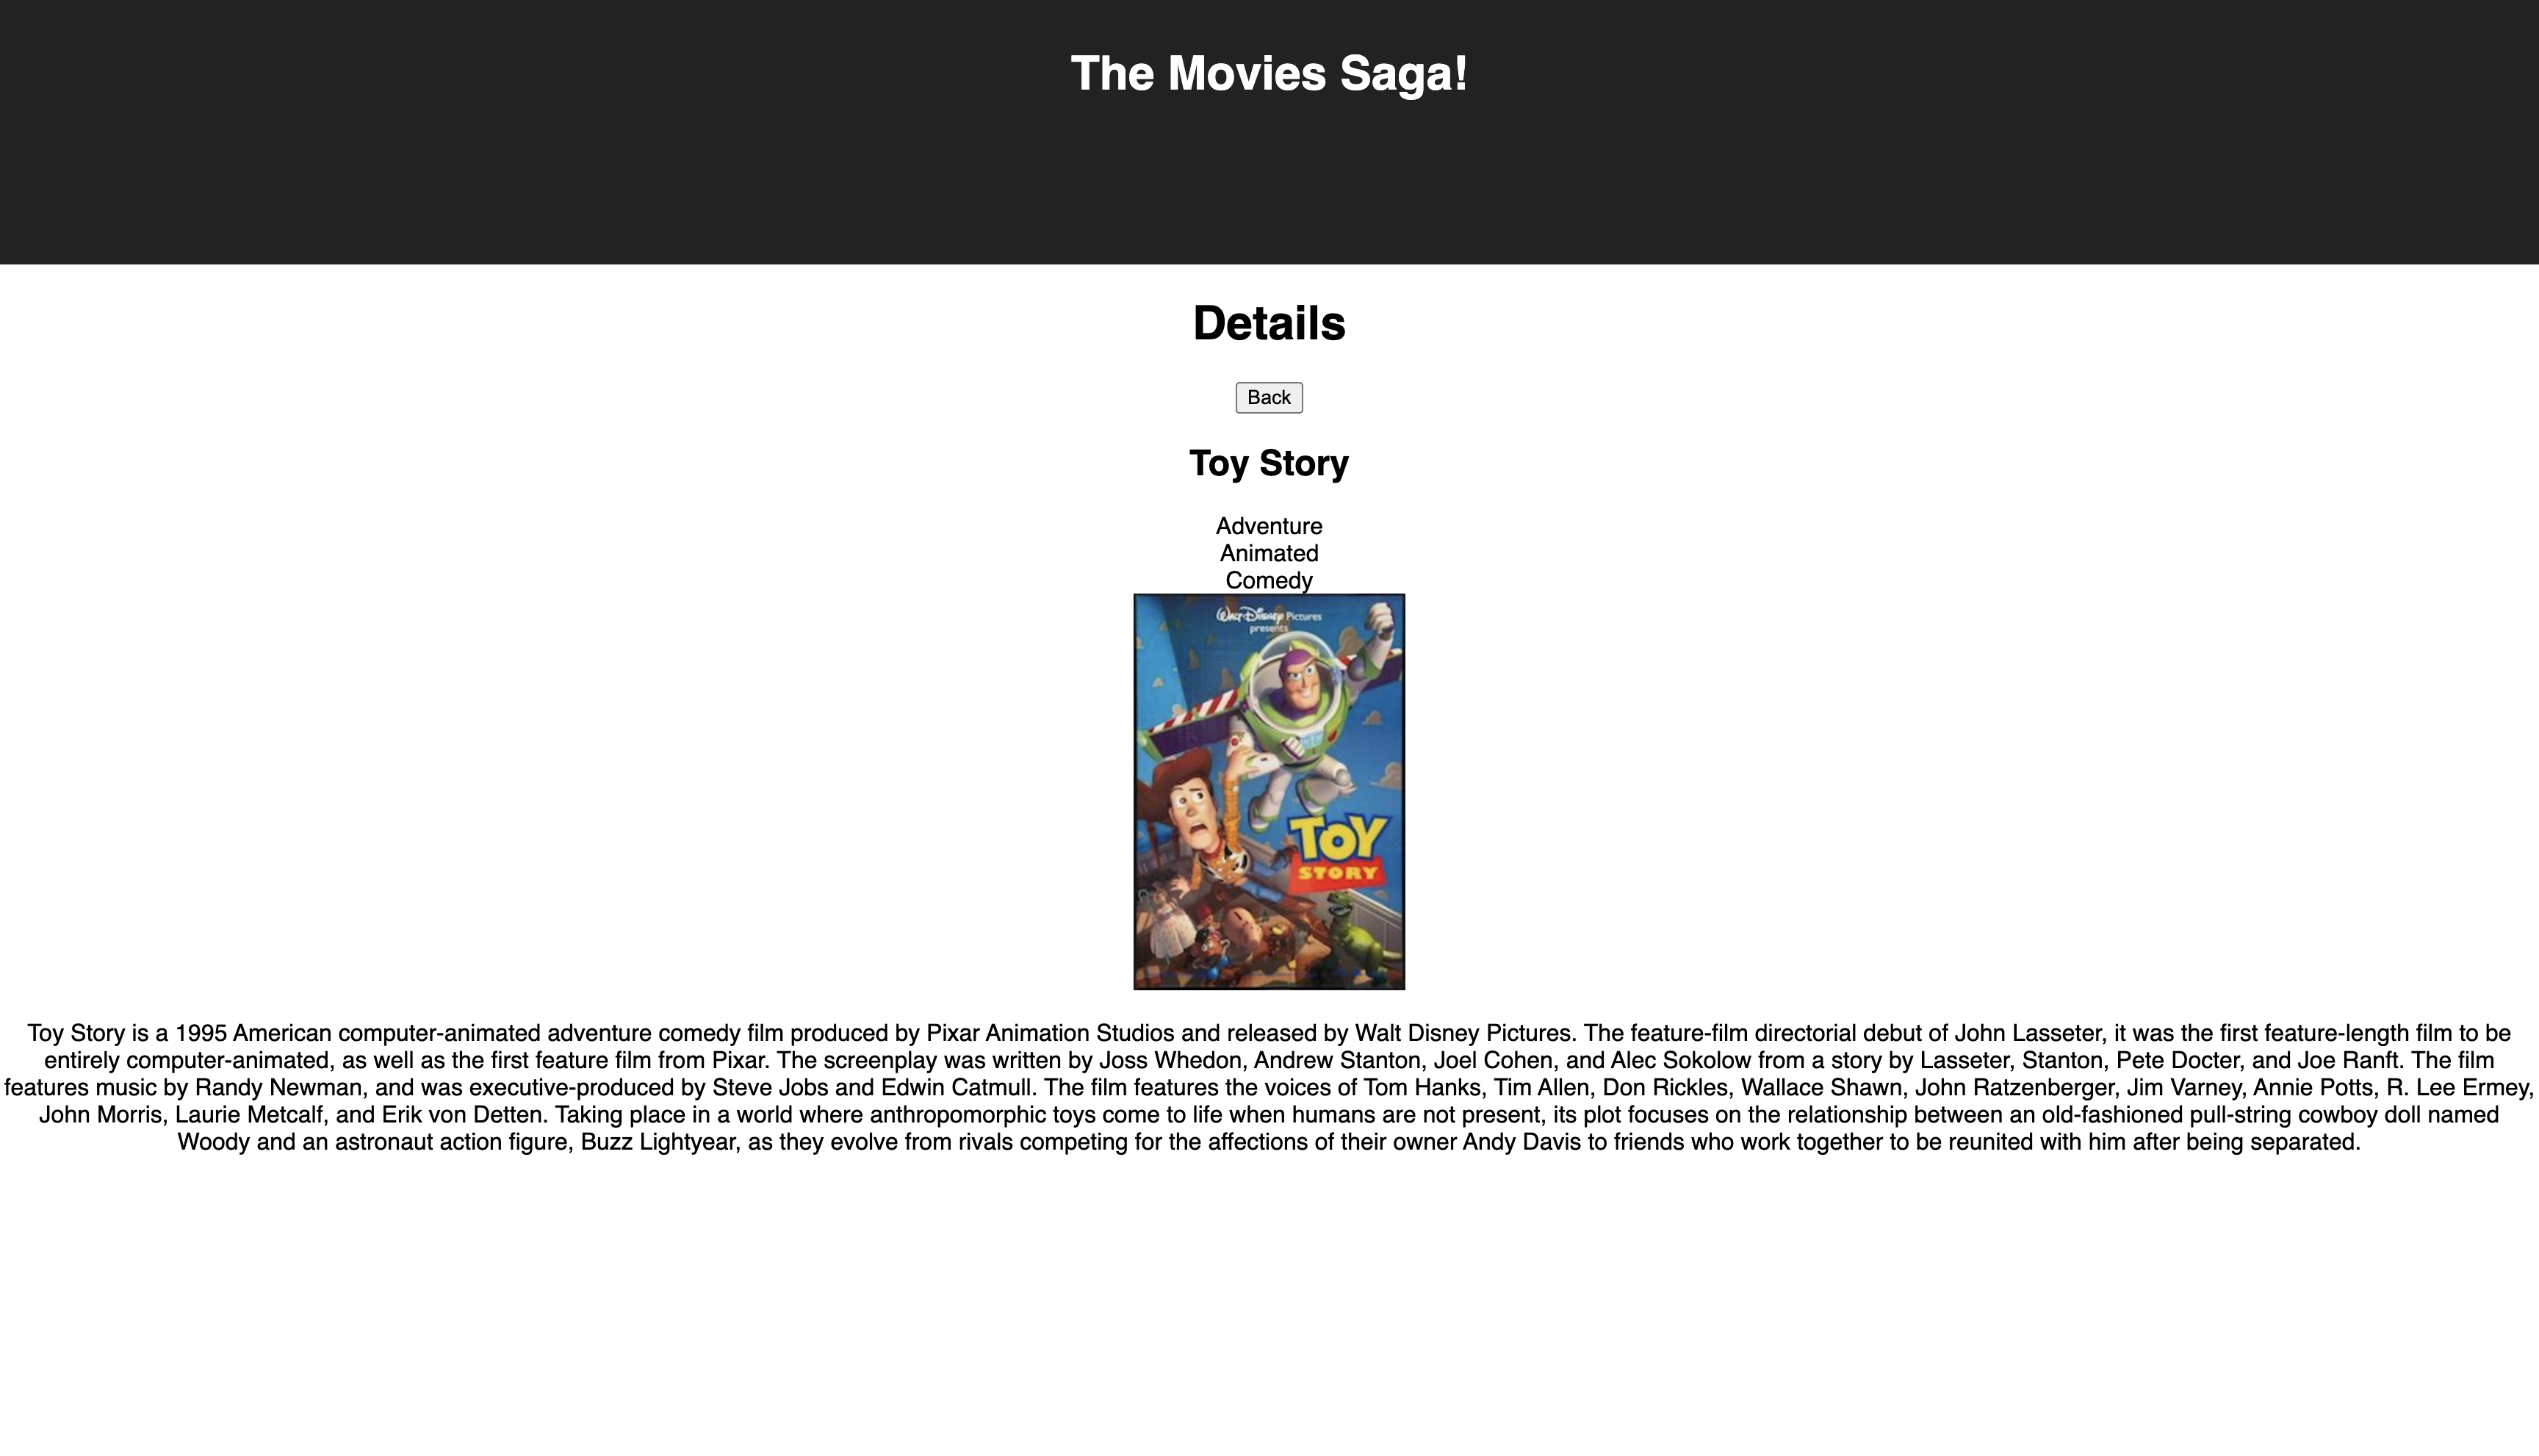 The Movies Saga!
Details
Back
Toy Story
Adventure
Animated
Comedy
Walt Disney Pictures
presents
TOY
STORY
Toy Story is a 1995 American computer-animated adventure comedy film produced by Pixar Animation Studios and released by Walt Disney Pictures. The feature-film directorial debut of John Lasseter, it was the first feature-length film to be
entirely computer-animated, as well as the first feature film from Pixar. The screenplay was written by Joss Whedon, Andrew Stanton, Joel Cohen, and Alec Sokolow from a story by Lasseter, Stanton, Pete Docter, and Joe Ranft. The film
features music by Randy Newman, and was executive-produced by Steve Jobs and Edwin Catmull. The film features the voices of Tom Hanks, Tim Allen, Don Rickles, Wallace Shawn, John Ratzenberger, Jim Varney, Annie Potts, R. Lee Ermey,
John Morris, Laurie Metcalf, and Erik von Detten. Taking place in a world where anthropomorphic toys come to life when humans are not present, its plot focuses on the relationship between an old-fashioned pull-string cowboy doll named
Woody and an astronaut action figure, Buzz Lightyear, as they evolve from rivals competing for the affections of their owner Andy Davis to friends who work together to be reunited with him after being separated.